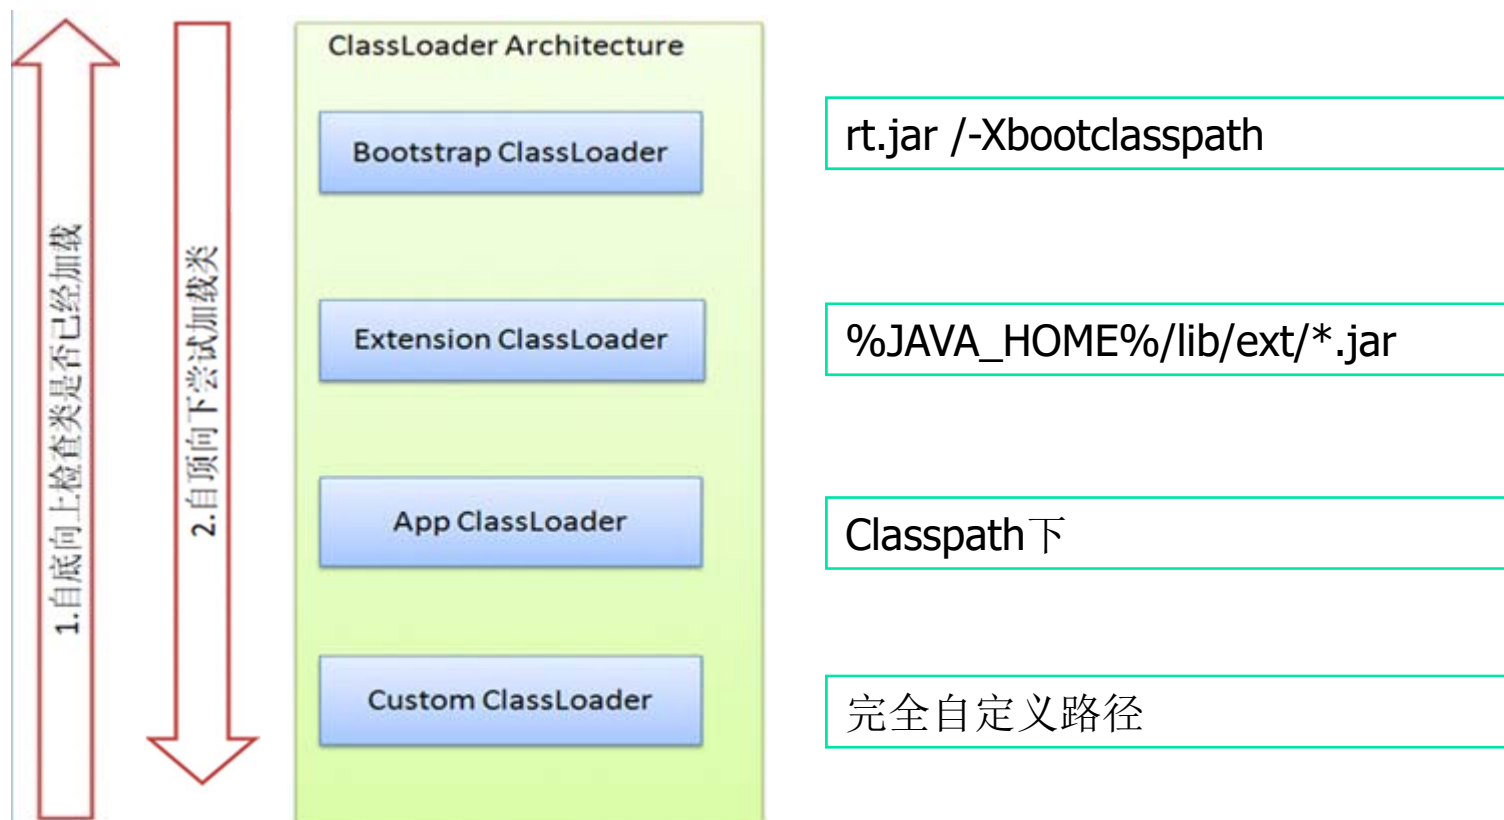 1.自底向上检查类是否已经加载
2.自顶向下尝试加载类
ClassLoader Architecture
Bootstrap ClassLoader
rt.jar /-Xbootclasspath
Extension ClassLoader
%JAVA_HOME%/lib/ext/*.jar
App ClassLoader
Classpath下
Custom ClassLoader
完全自定义路径